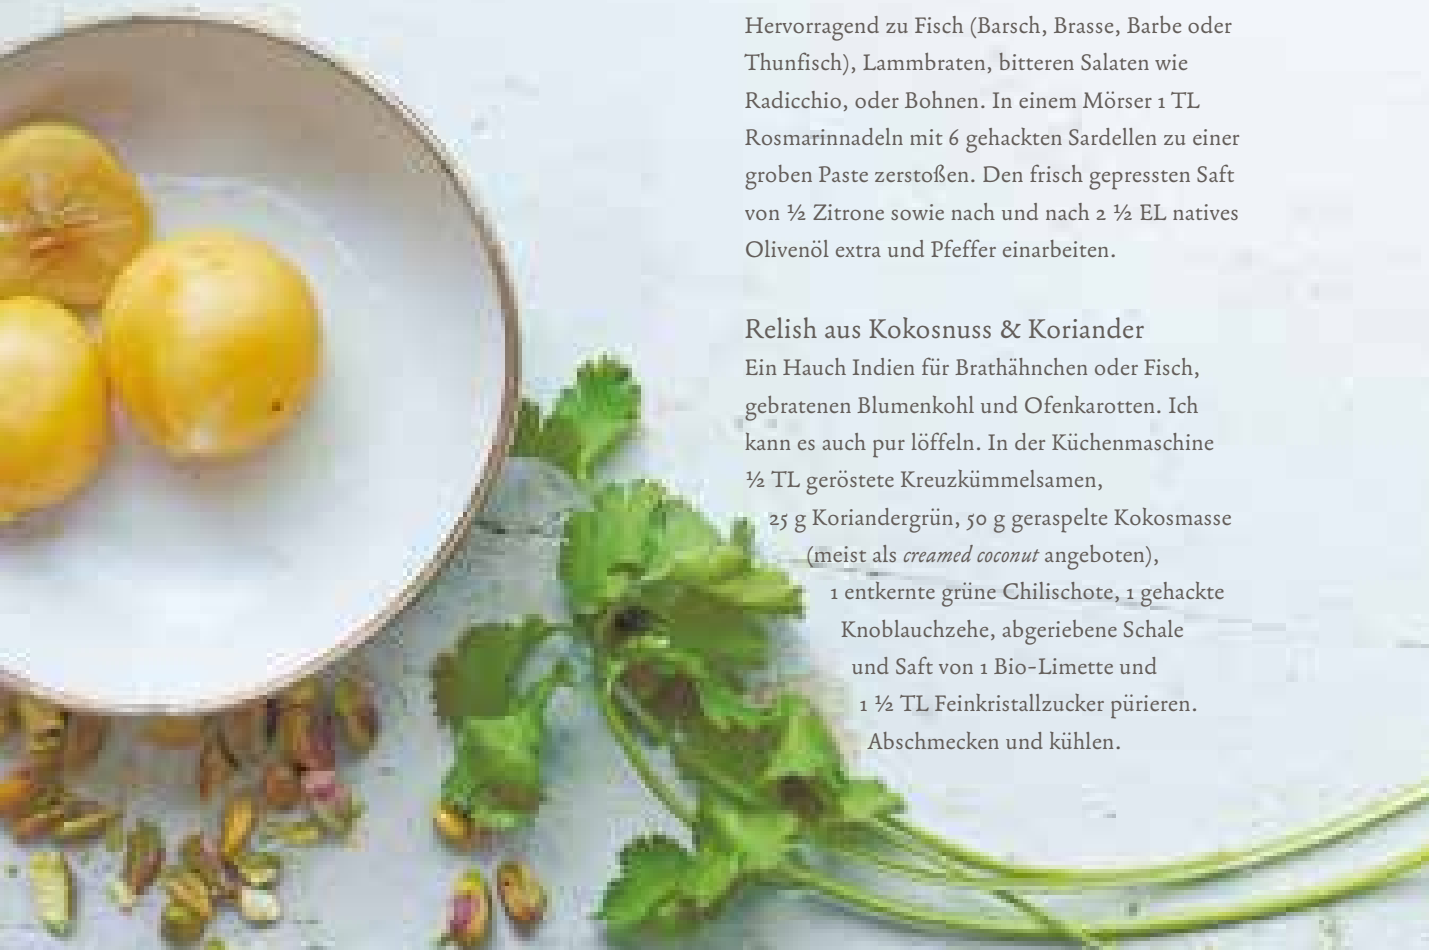 Hervorragend zu Fisch (Barsch, Brasse, Barbe oder
Thunfisch), Lammbraten, bitteren Salaten wie
Radicchio, oder Bohnen. In einem Mörser 1 TL
Rosmarinnadeln mit 6 gehackten Sardellen zu einer
groben Paste zerstoßen. Den frisch gepressten Saft
von ½ Zitrone sowie nach und nach 2 ½ EL natives
Olivenöl extra und Pfeffer einarbeiten.
Relish aus Kokosnuss & Koriander
Ein Hauch Indien für Brathähnchen oder Fisch,
gebratenen Blumenkohl und Ofenkarotten. Ich
kann es auch pur löffeln. In der Küchenmaschine
½ TL geröstete Kreuzkümmelsamen,
25 g Koriandergrün, 50 g geraspelte Kokosmasse
(meist als creamed coconut angeboten),
1 entkernte grüne Chilischote, 1 gehackte
Knoblauchzehe, abgeriebene Schale
und Saft von 1 Bio-Limette und
1 ½ TL Feinkristallzucker pürieren.
Abschmecken und kühlen.